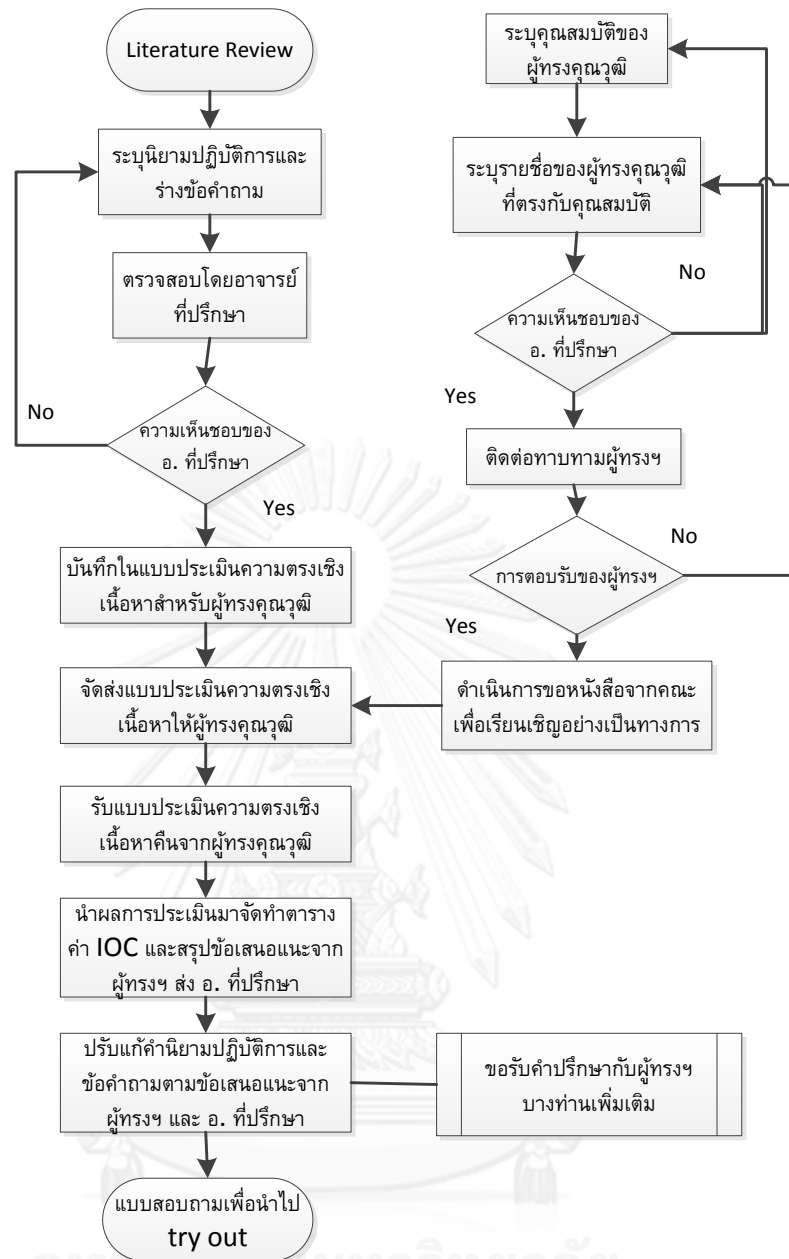 Literature Review
ระบุนิยามปฏิบัติการและ
ร่างข้อคำถาม
ตรวจสอบโดยอาจารย์
ที่ปรึกษา
No
ความเห็นชอบของ
อ. ที่ปรึกษา
Yes
บันทึกในแบบประเมินความตรงเชิง
เนื้อหาสำหรับผู้ทรงคุณวุฒิ
จัดส่งแบบประเมินความตรงเชิง
เนื้อหาให้ผู้ทรงคุณวุฒิ
รับแบบประเมินความตรงเชิง
เนื้อหาคืนจากผู้ทรงคุณวุฒิ
นำผลการประเมินมาจัดทำตาราง
ค่า IOC และสรุปข้อเสนอแนะจาก
ผู้ทรงฯ ส่ง อ. ที่ปรึกษา
ปรับแก้คำนิยามปฏิบัติการและ
ข้อคำถามตามข้อเสนอแนะจาก
ผู้ทรงฯ และ อ. ที่ปรึกษา
แบบสอบถามเพื่อนำไป
try out
ระบุคุณสมบัติของ
ผู้ทรงคุณวุฒิ
ระบุรายชื่อของผู้ทรงคุณวุฒิ
ที่ตรงกับคุณสมบัติ
No
ความเห็นชอบของ
อ. ที่ปรึกษา
Yes
ติดต่อทาบทามผู้ทรงฯ
No
การตอบรับของผู้ทรงฯ
Yes
ดำเนินการขอหนังสือจากคณะ
เพื่อเรียนเชิญอย่างเป็นทางการ
ขอรับคำปรึกษากับผู้ทรงฯ
บางท่านเพิ่มเติม